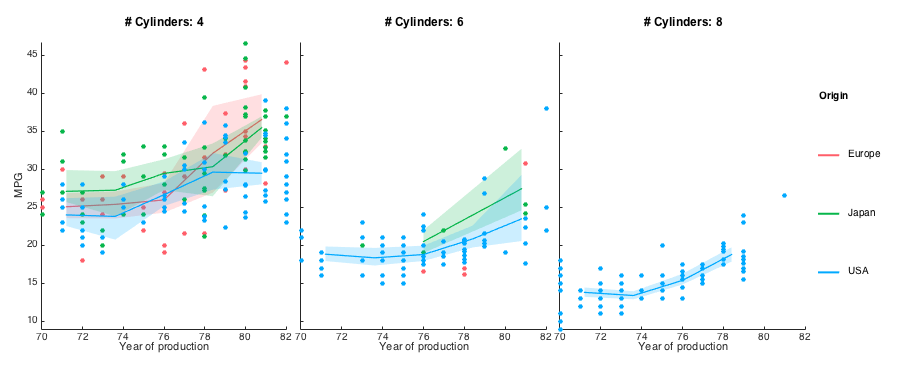 # Cylinders: 4
# Cylinders: 6
# Cylinders: 8
MPG
45
40
35
30
25
20
15
10
70 72 74 76 78 80 82
70 72 74 76 78 80 82
70 72 74 76 78 80 82
Year of production
Year of production
Year of production
Origin
Europe
Japan
USA